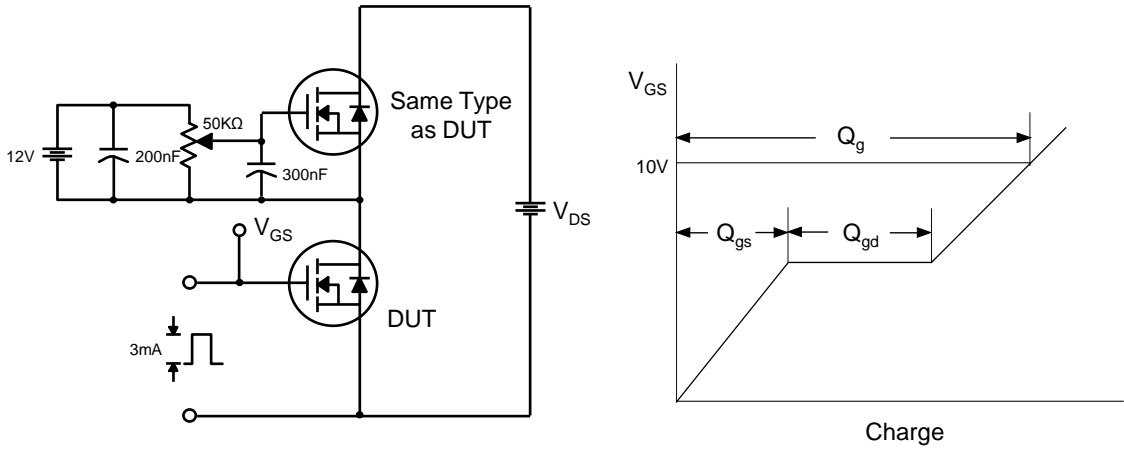 Same Type
as DUT
50KΩ
12V
200nF
300nF
V_GS
V_DS
DUT
3mA
V_GS
Q_g
10V
Q_gs
Q_gd
Charge